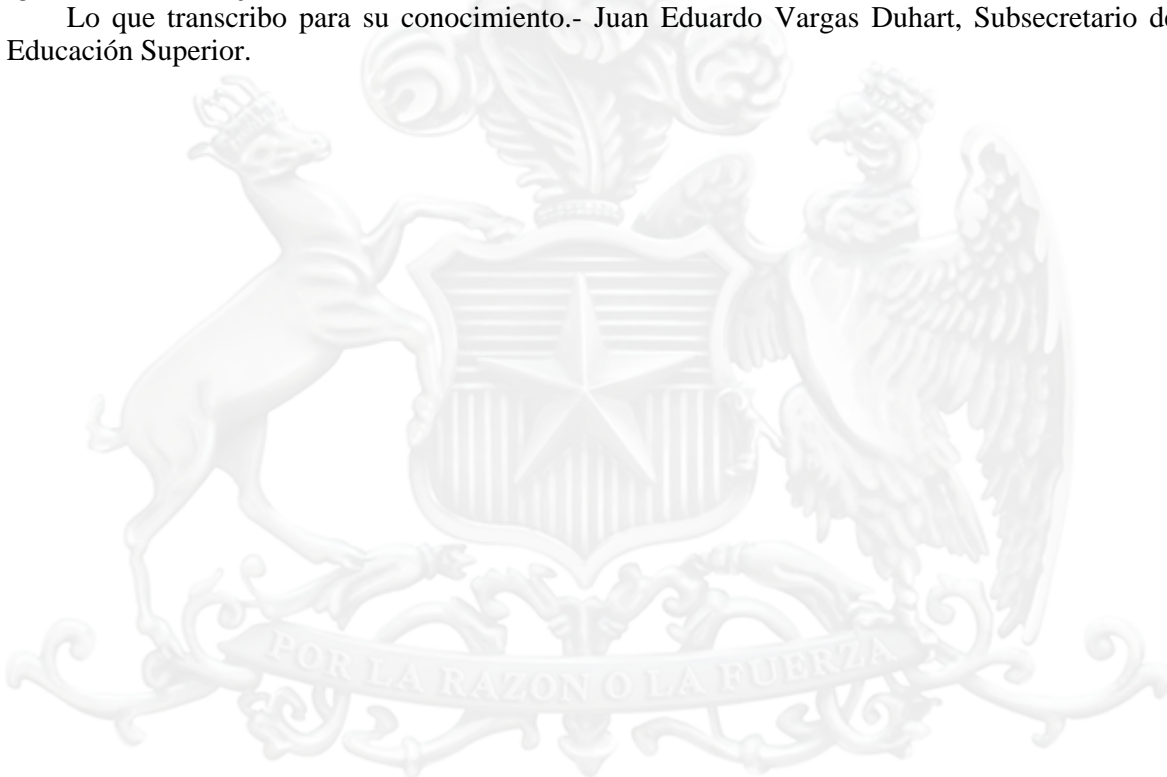 Lo que transcribo para su conocimiento.- Juan Eduardo Vargas Duhart, Subsecretario de
Educación Superior.
POR LA RAZON O LA FUERZA